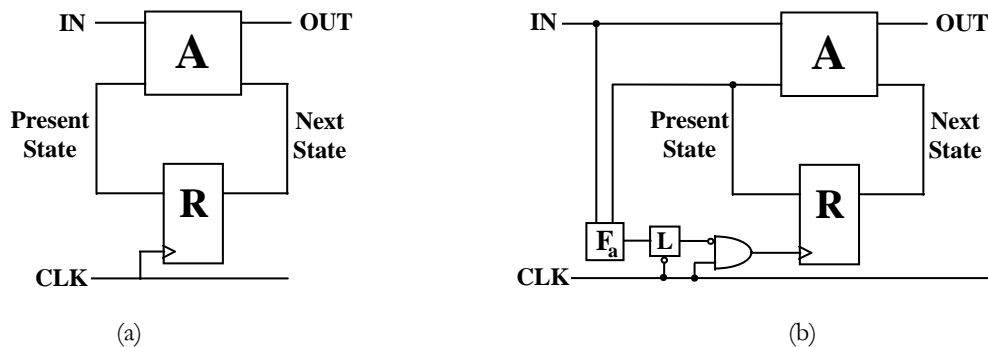 IN
A
OUT
Present
State
Next
State
R
CLK
(a)
IN
A
OUT
Present
State
Next
State
R
Fa
L
CLK
(b)